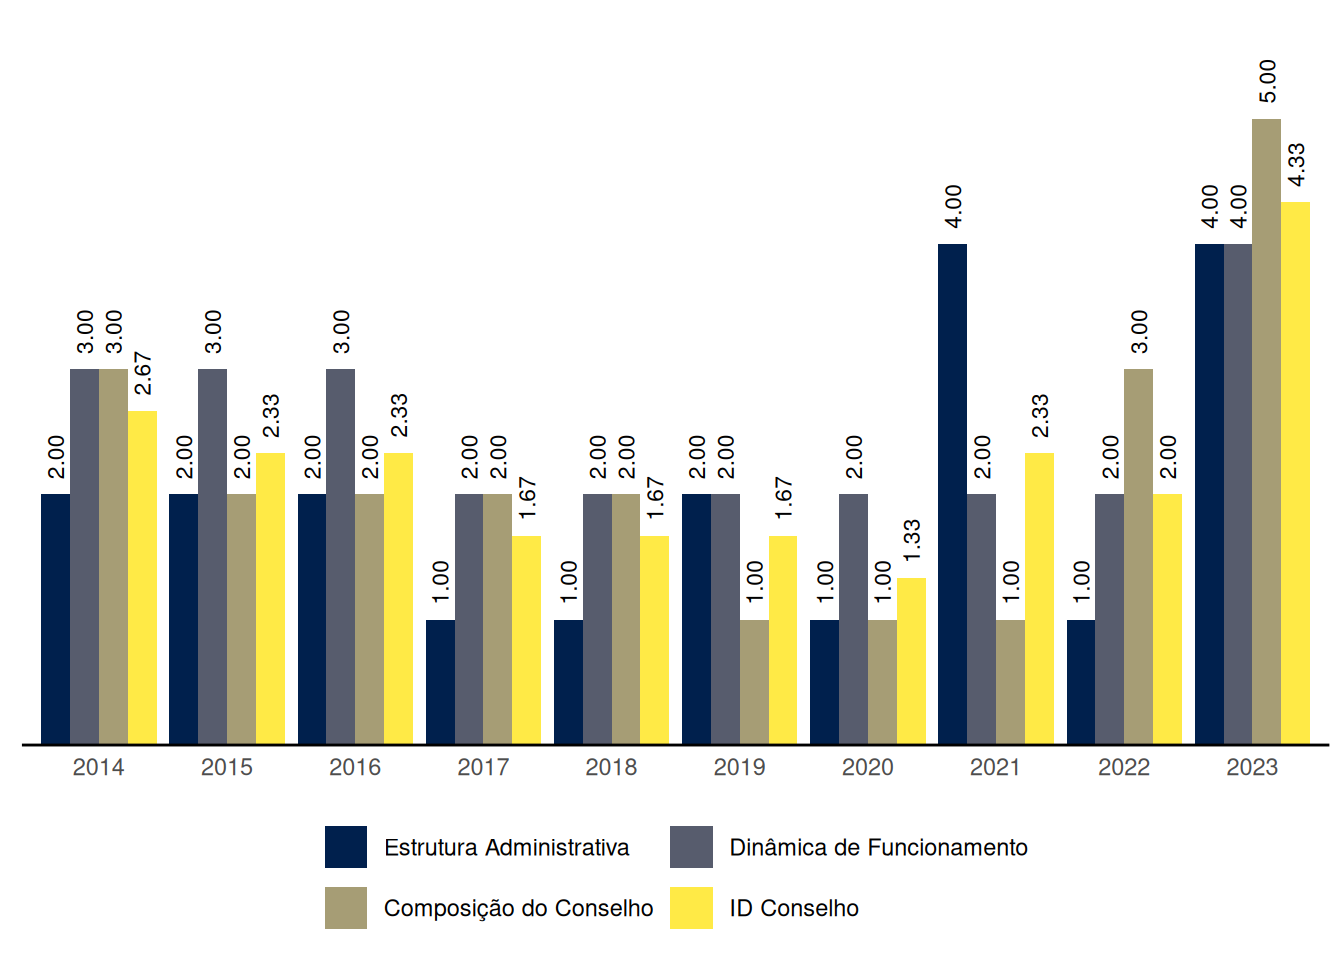 5.00
4.33
4.00
4.00 4.00
3.00 3.00 3.00 3.00 3.00
2.67
2.33 2.33 2.33
2.00 2.00 2.00 2.00 2.00 2.00 2.00 2.00 2.00 2.00 2.00 2.00 2.00 2.00 2.00
1.67 1.67 1.67
1.33
1.00 1.00 1.00 1.00 1.00 1.00 1.00
2014 2015 2016 2017 2018 2019 2020 2021 2022 2023
Estrutura Administrativa Dinâmica de Funcionamento
Composição do Conselho ID Conselho